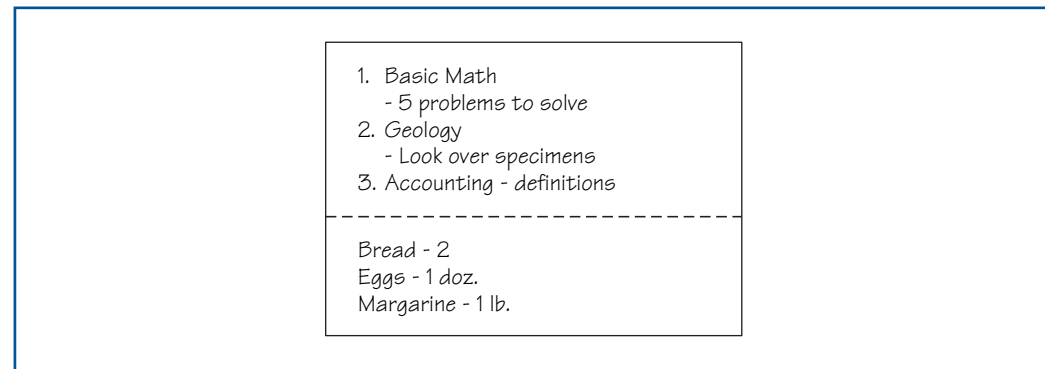 1. Basic Math
- 5 problems to solve
2. Geology
- Look over specimens
3. Accounting - definitions
Bread - 2
Eggs - 1 doz.
Margarine - 1 lb.